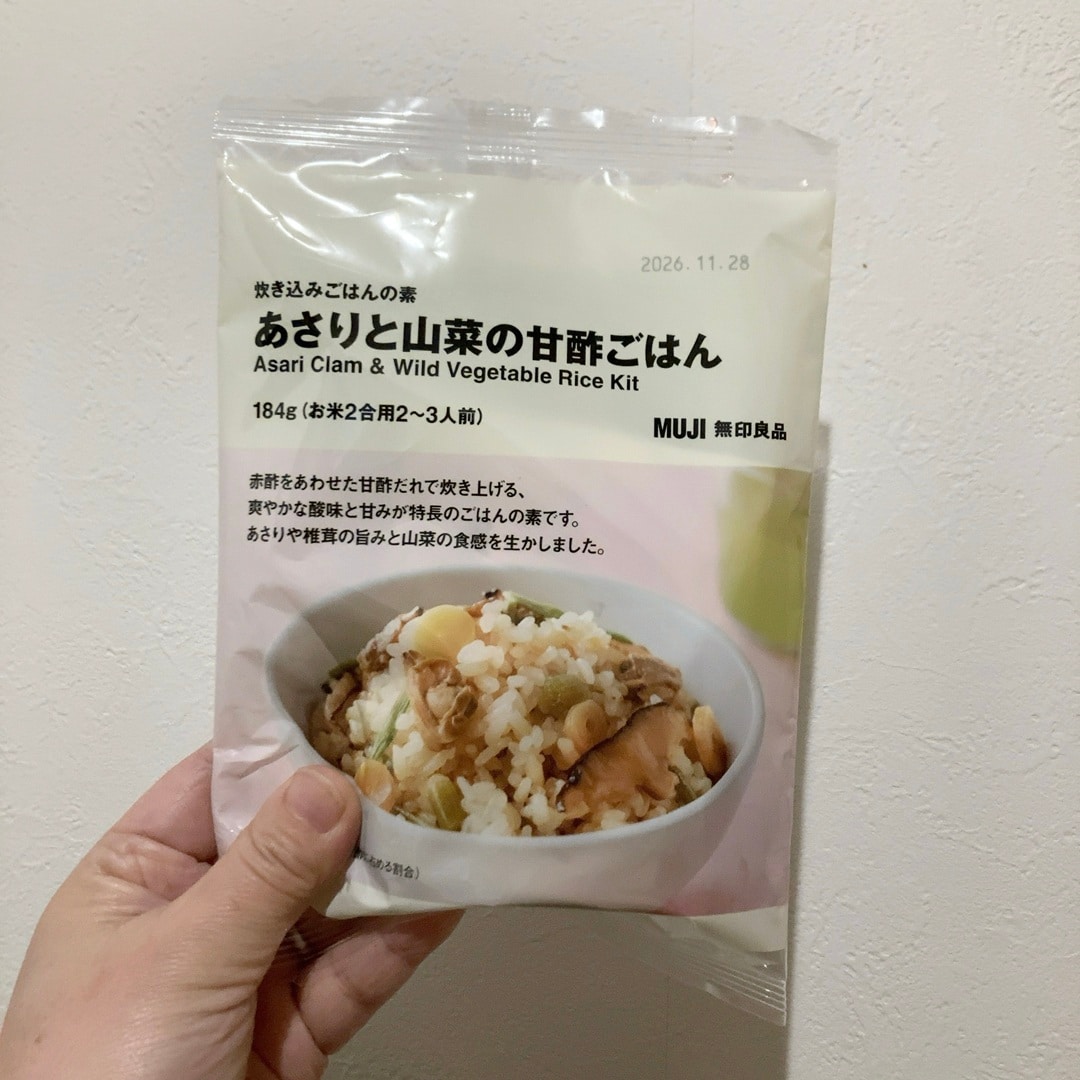 2026.11.28
炊き込みごはんの素
あさりと山菜の甘酢ごはん
Asari Clam & Wild Vegetable Rice Kit
184g(お米2合用2〜3人前)
MUJI 無印良品
赤酢をあわせた甘酢だれで炊き上げる、
爽やかな酸味と甘みが特長のごはんの素です。
あさりや椎茸の旨みと山菜の食感を生かしました。
める割合)